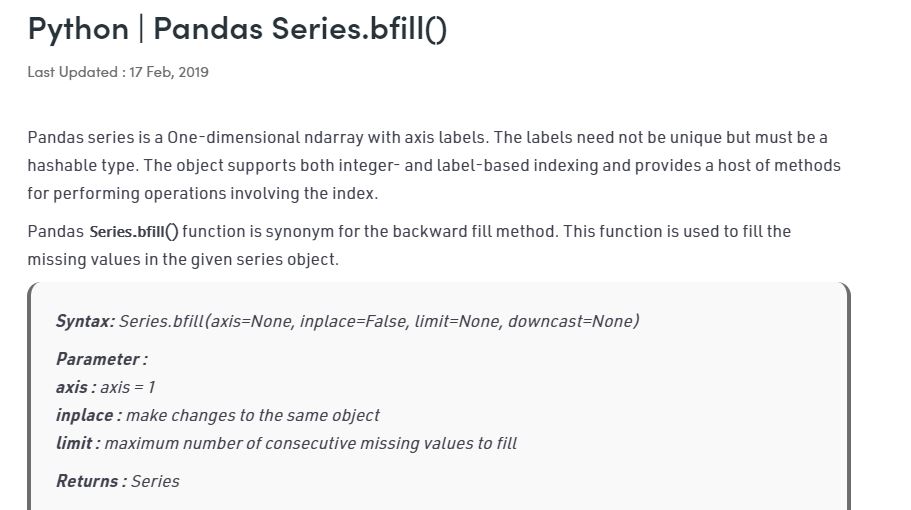 Python | Pandas Series.bfill()
Last Updated : 17 Feb, 2019
Pandas series is a One-dimensional ndarray with axis labels. The labels need not be unique but must be a
hashable type. The object supports both integer- and label-based indexing and provides a host of methods
for performing operations involving the index.
Pandas Series.bfill() function is synonym for the backward fill method. This function is used to fill the
missing values in the given series object.
Syntax: Series.bfill(axis=None, inplace=False, limit=None, downcast=None)
Parameter :
axis : axis = 1
inplace : make changes to the same object
limit : maximum number of consecutive missing values to fill
Returns : Series